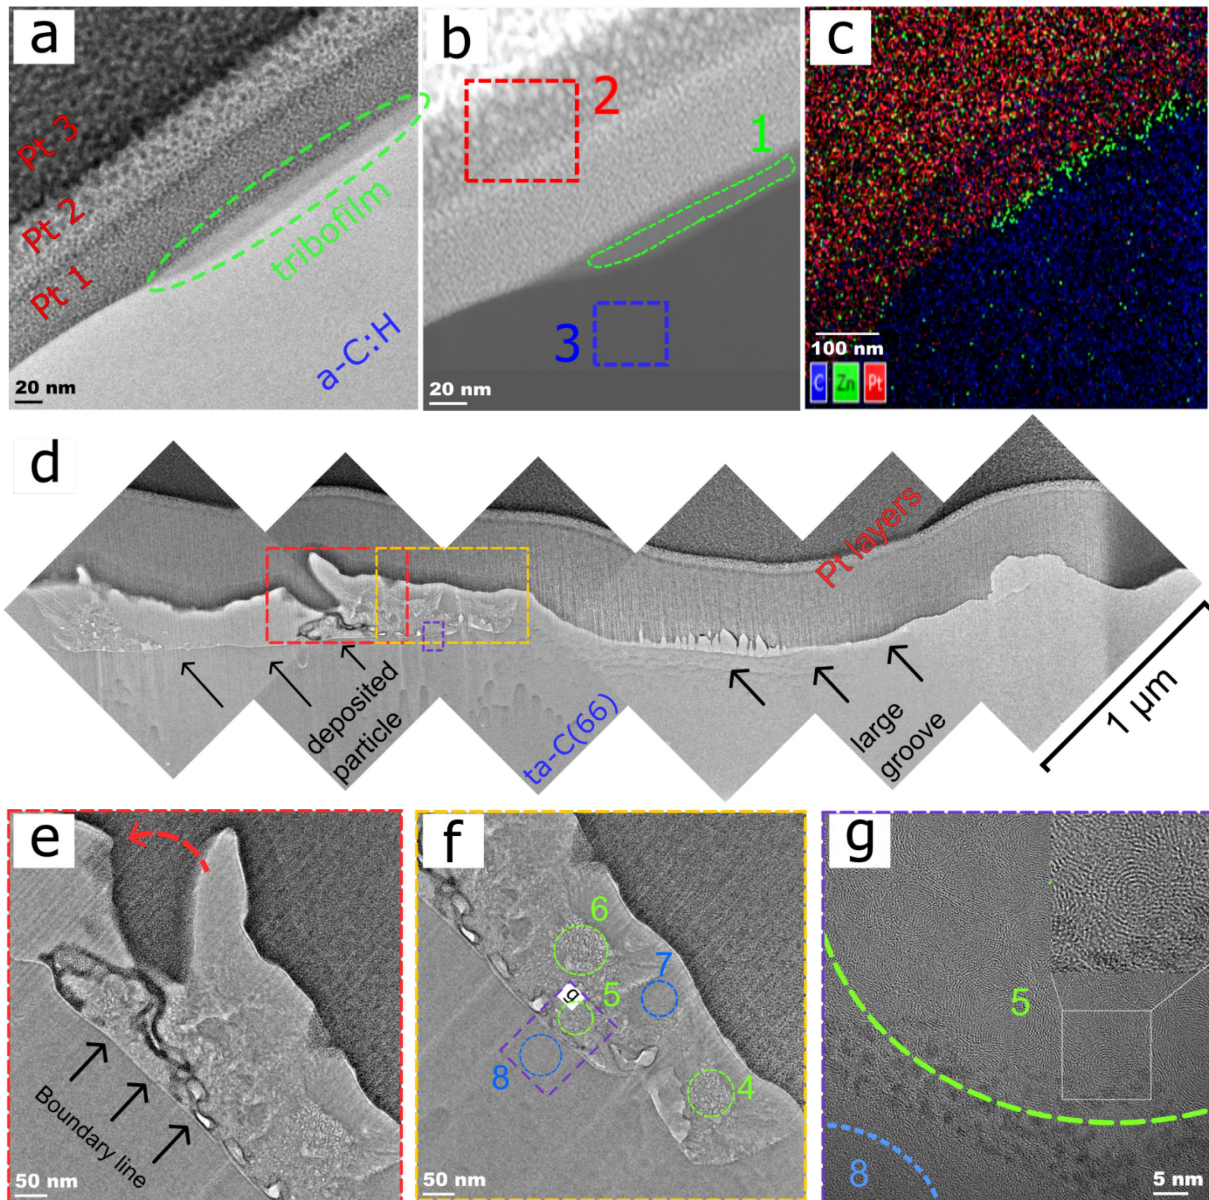 a
Pt 3
Pt 2
Pt 1
tribofilm
a-C:H
20 nm
b
2
1
3
20 nm
c
100 nm
C
Zn
Pt
d
Pt layers
deposited
particle
ta-C(66)
large
groove
1 µm
e
Boundary line
50 nm
f
6
7
g
5
8
4
50 nm
g
5
8
5 nm